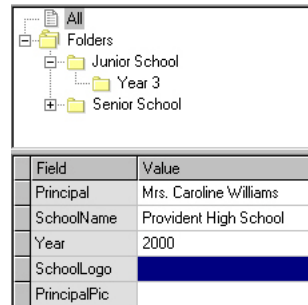 All
Folders
Junior School
Year 3
Senior School
Field Value
Principal Mrs. Caroline Williams
SchoolName Provident High School
Year 2000
SchoolLogo
PrincipalPic